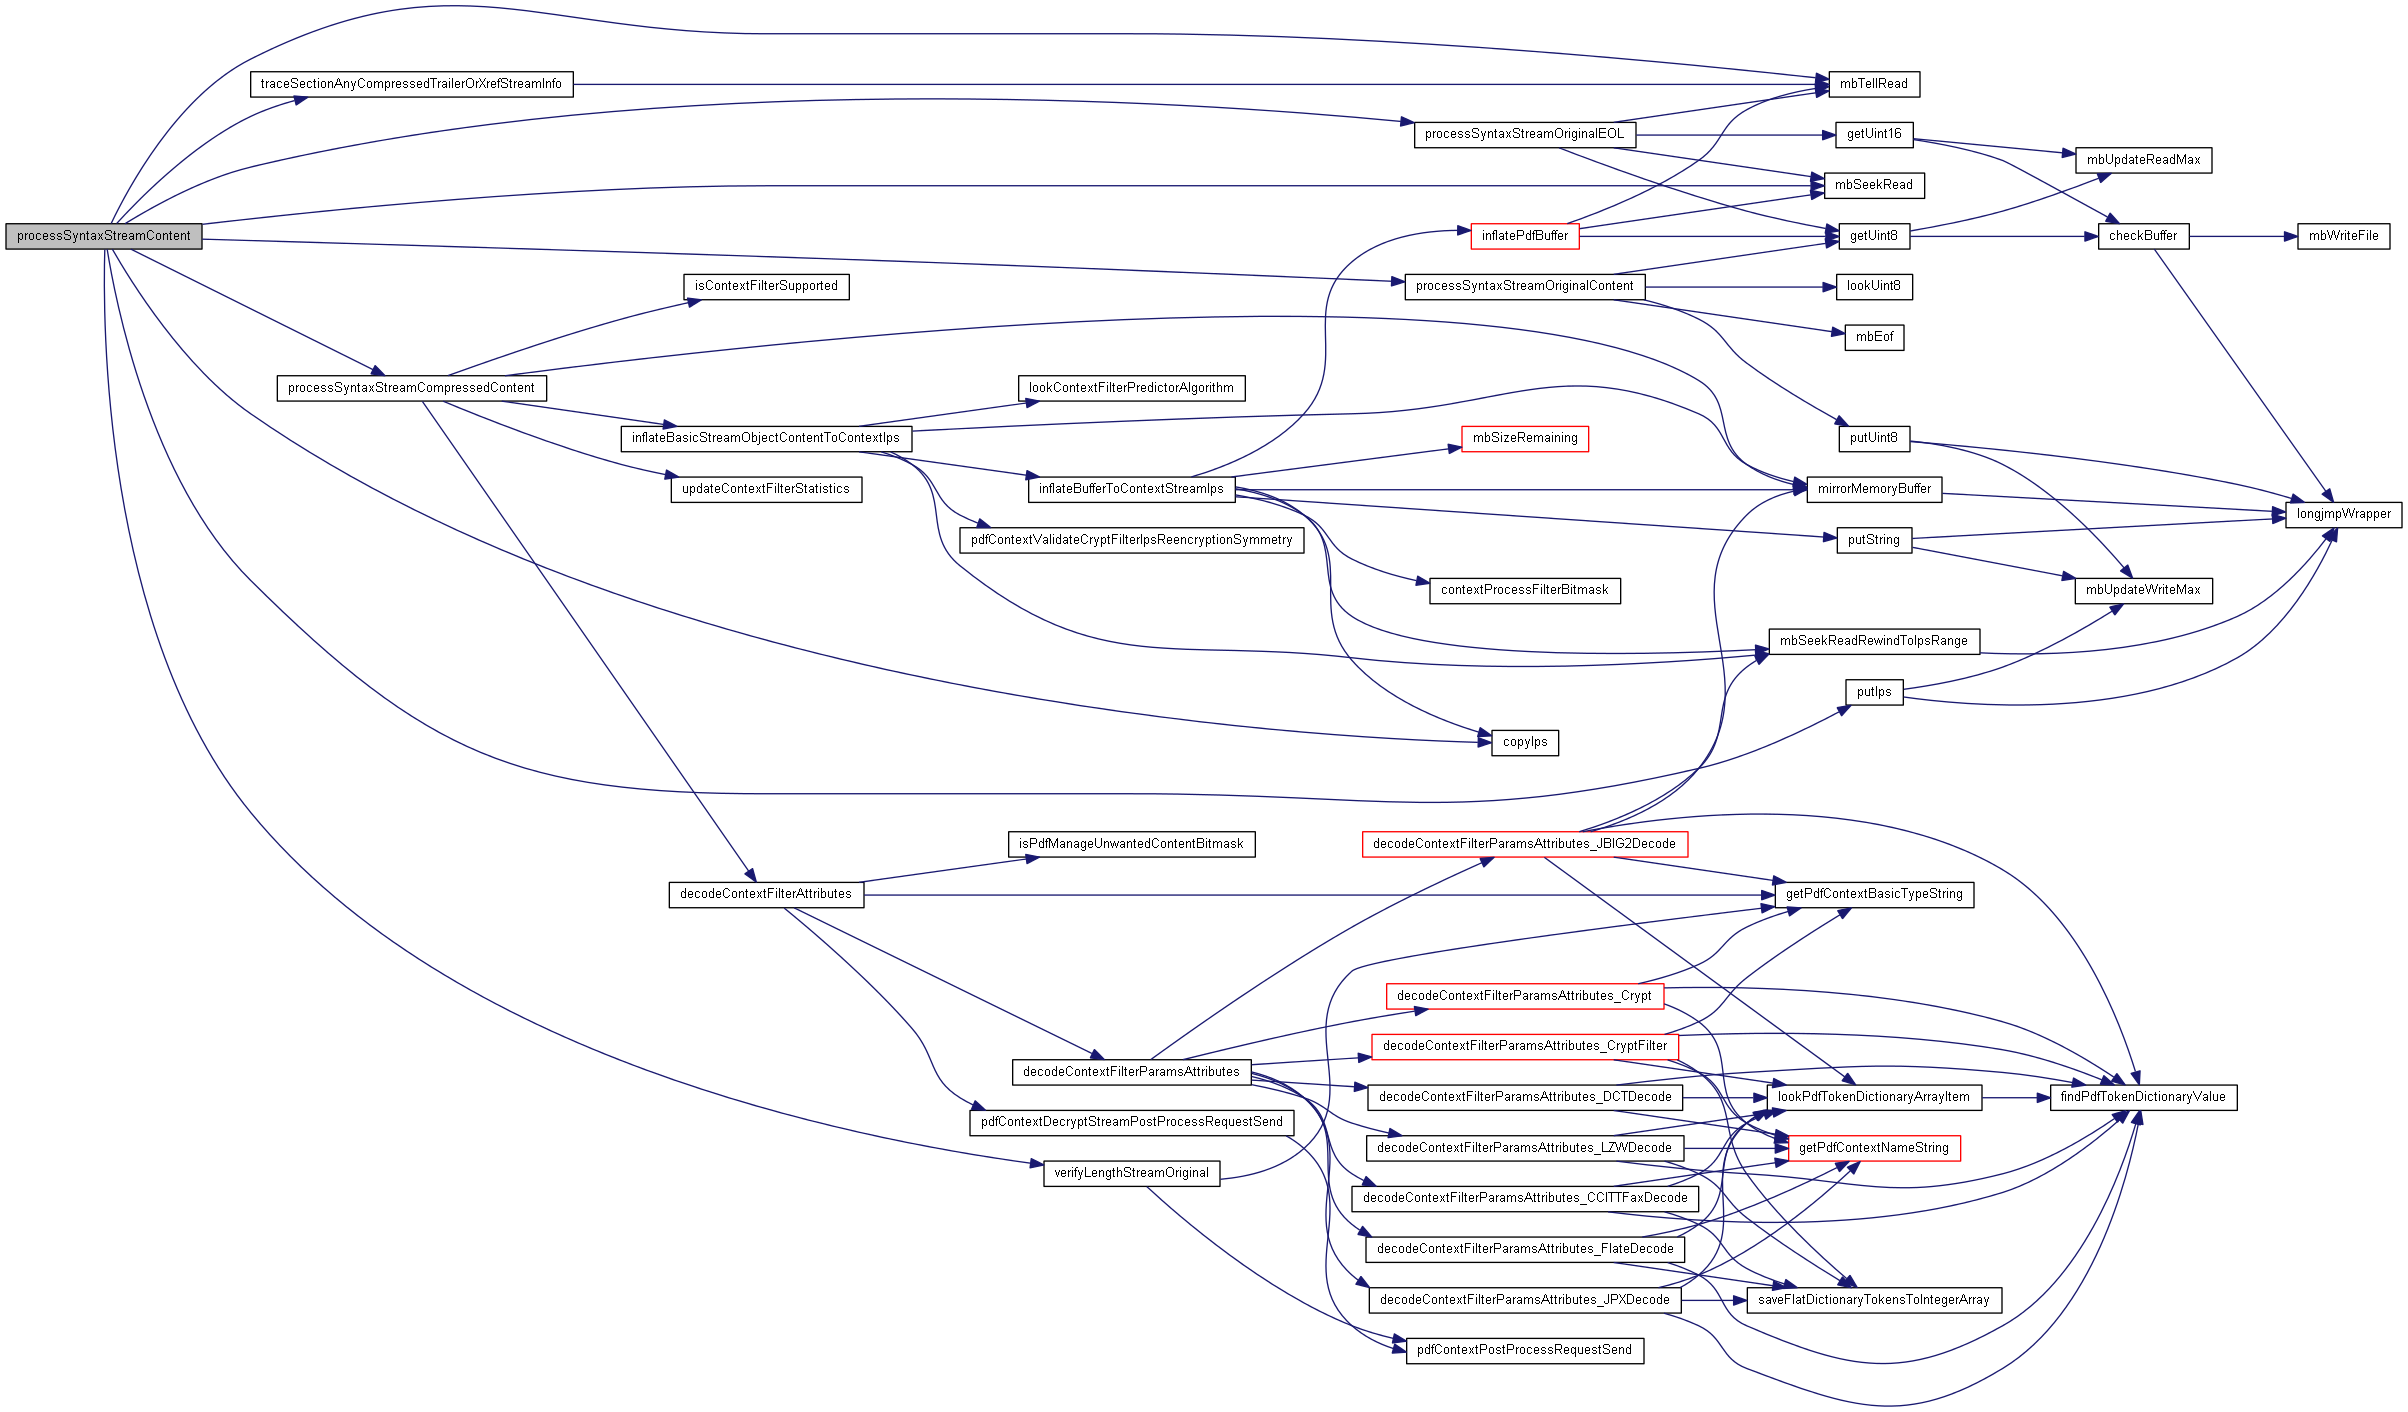 traceSectionAnyCompressedTrailerOrXrefStreamInfo
mbTellRead
processSyntaxStreamOriginalEOL
getUint16
mbUpdateReadMax
mbSeekRead
processSyntaxStreamContent
inflatePdfBuffer
getUint8
checkBuffer
mbWriteFile
isContextFilterSupported
processSyntaxStreamOriginalContent
lookUint8
mbEof
processSyntaxStreamCompressedContent
lookContextFilterPredictorAlgorithm
inflateBasicStreamObjectContentToContextIps
mbSizeRemaining
putUint8
updateContextFilterStatistics
inflateBufferToContextStreamIps
mirrorMemoryBuffer
longjmpWrapper
pdfContextValidateCryptFilterIpsReencryptionSymmetry
putString
contextProcessFilterBitmask
mbUpdateWriteMax
mbSeekReadRewindToIpsRange
putIps
copyIps
isPdfManageUnwantedContentBitmask
decodeContextFilterParamsAttributes_JBIG2Decode
decodeContextFilterAttributes
getPdfContextBasicTypeString
decodeContextFilterParamsAttributes_Crypt
decodeContextFilterParamsAttributes_CryptFilter
decodeContextFilterParamsAttributes
decodeContextFilterParamsAttributes_DCTDecode
lookPdfTokenDictionaryArrayItem
findPdfTokenDictionaryValue
pdfContextDecryptStreamPostProcessRequestSend
decodeContextFilterParamsAttributes_LZWDecode
getPdfContextNameString
verifyLengthStreamOriginal
decodeContextFilterParamsAttributes_CCITTFaxDecode
decodeContextFilterParamsAttributes_FlateDecode
decodeContextFilterParamsAttributes_JPXDecode
saveFlatDictionaryTokensToIntegerArray
pdfContextPostProcessRequestSend